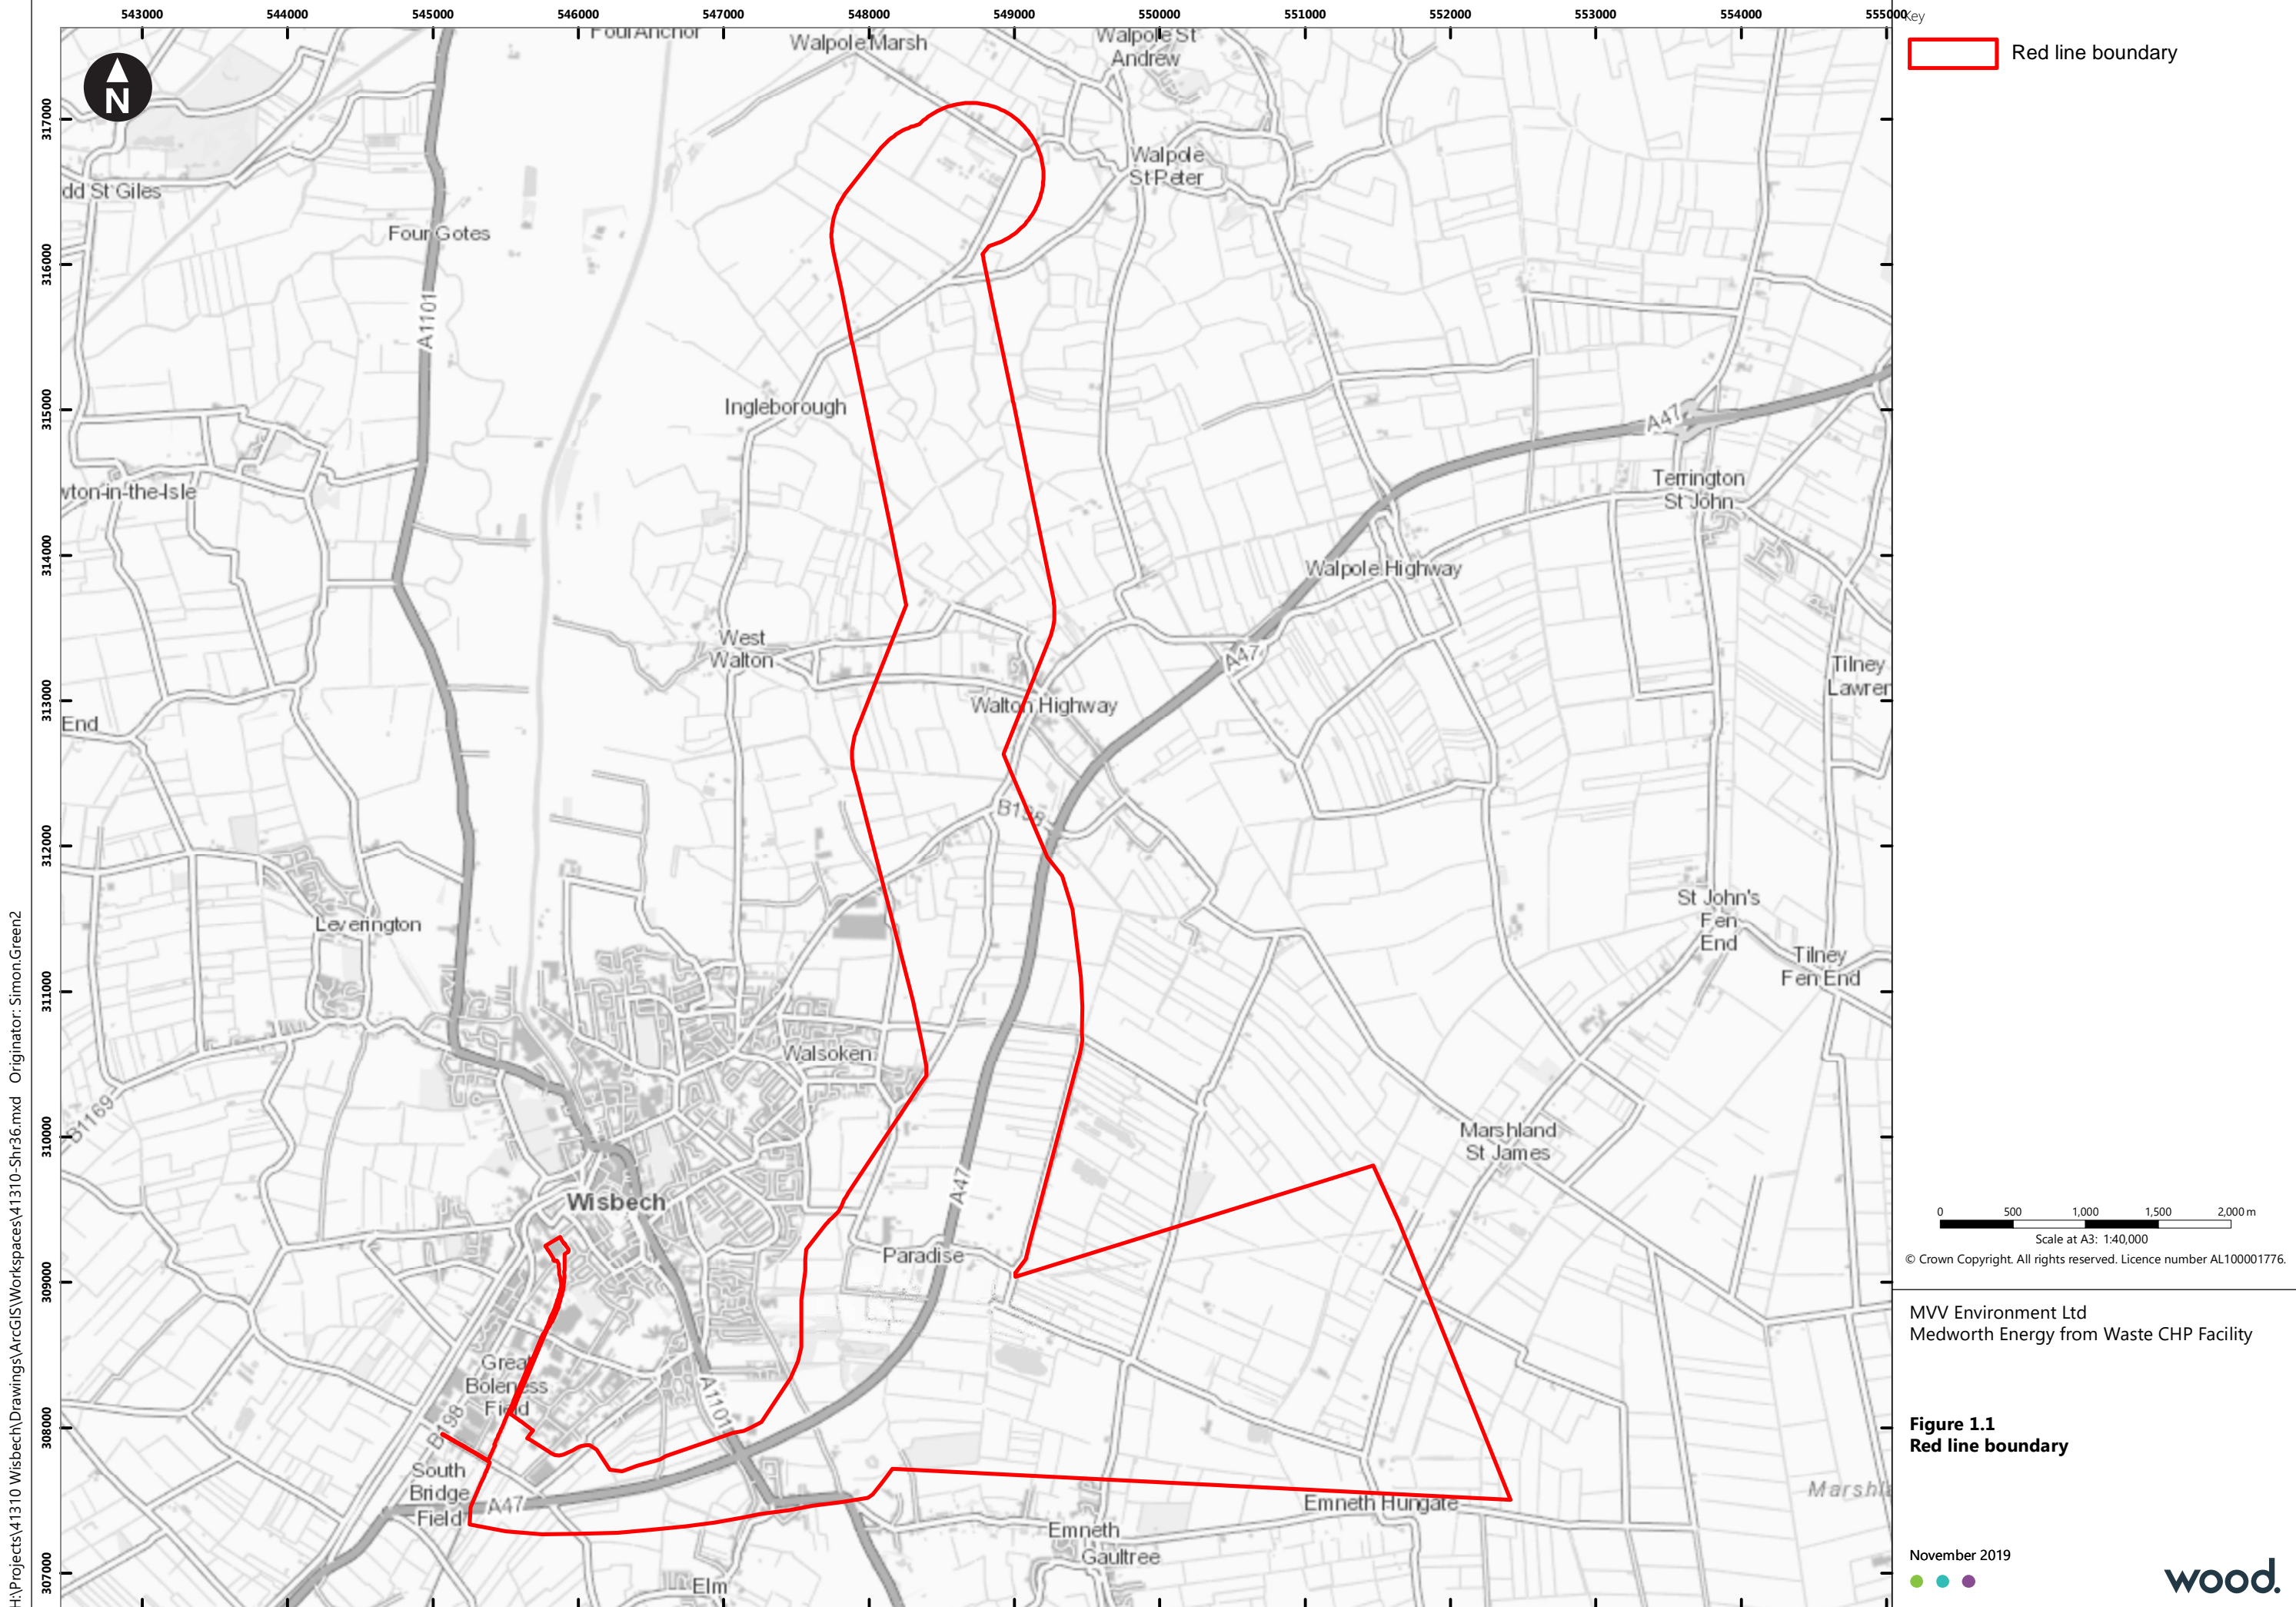 543000 544000 545000 546000 547000 548000 549000 550000 551000 552000 553000 554000 555000
Key
Red line boundary
N
317000
316000
315000
314000
313000
312000
311000
310000
309000
308000
307000
Four Anchor
Walpole Marsh
Walpole St
Andrew
Walpole
St Peter
dd St Giles
Four Gotes
A1101
Ingleborough
A47
Terrington
St John
wton-in-the-Isle
Walpole Highway
West
Walton
A47
Tilney
Lawren
Walton Highway
End
B198
Leverington
St John's
Fen
End
Tilney
Fen End
Walsoken
B1169
Marshland
St James
Wisbech
A47
Paradise
Great
Boleness
Field
A1101
B198
South
Bridge
Field
A47
Emneth Hungate
Marshla
Emneth
Gaultree
Elm
0 500 1,000 1,500 2,000 m
Scale at A3: 1:40,000
© Crown Copyright. All rights reserved. Licence number AL100001776.
MVV Environment Ltd
Medworth Energy from Waste CHP Facility
Figure 1.1
Red line boundary
November 2019
wood.
H:\Projects\41310 Wisbech\Drawings\ArcGIS\Workspaces\41310-Shr36.mxd Originator: Simon.Green2